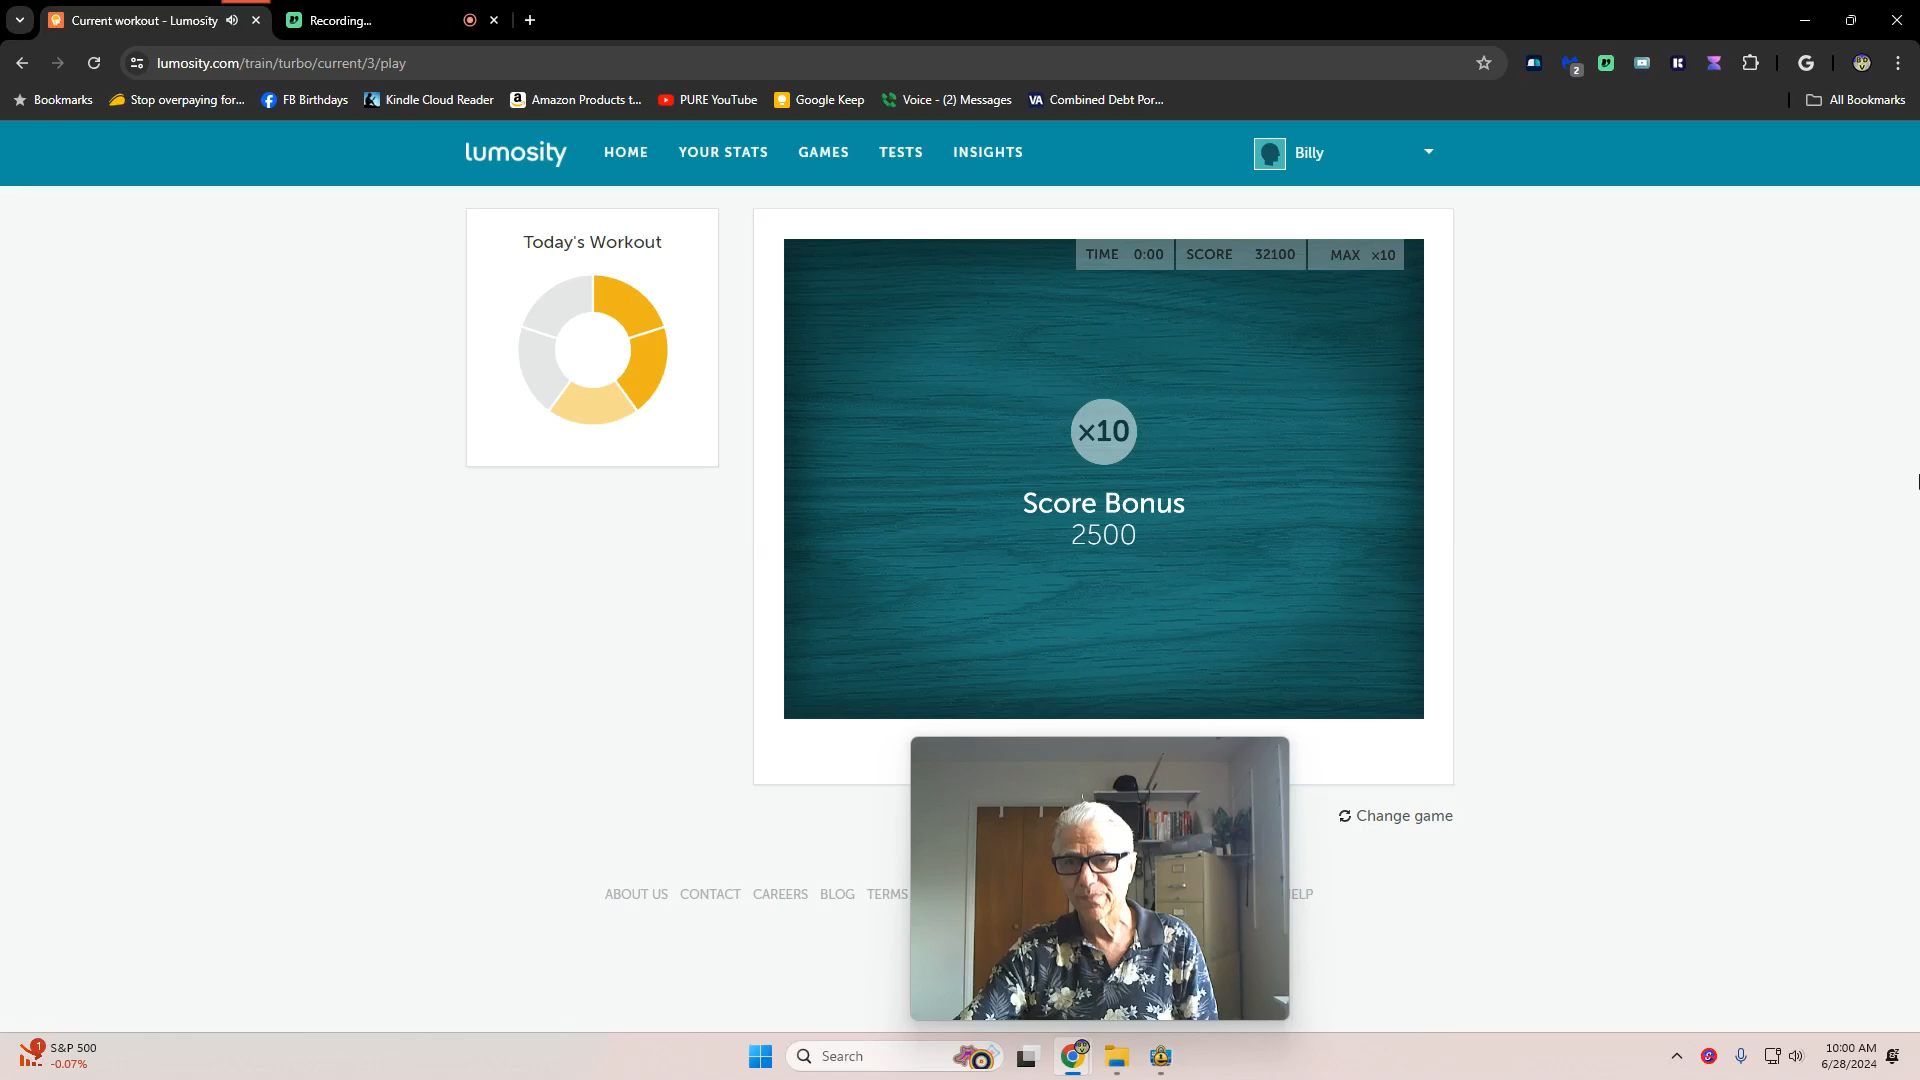 Current workout - Lumosity
Recording...
lumosity.com/train/turbo/current/3/play
2
Bookmarks
Stop overpaying for...
FB Birthdays
Kindle Cloud Reader
Amazon Products t...
PURE YouTube
Google Keep
Voice - (2) Messages
VA Combined Debt Por...
All Bookmarks
lumosity
HOME
YOUR STATS
GAMES
TESTS
INSIGHTS
Billy
Today's Workout
TIME 0:00
SCORE 32100
MAX x10
x10
Score Bonus
2500
Change game
ABOUT US
CONTACT
CAREERS
BLOG
TERMS
S&P 500
-0.07%
1
Search
10:00 AM
6/28/2024